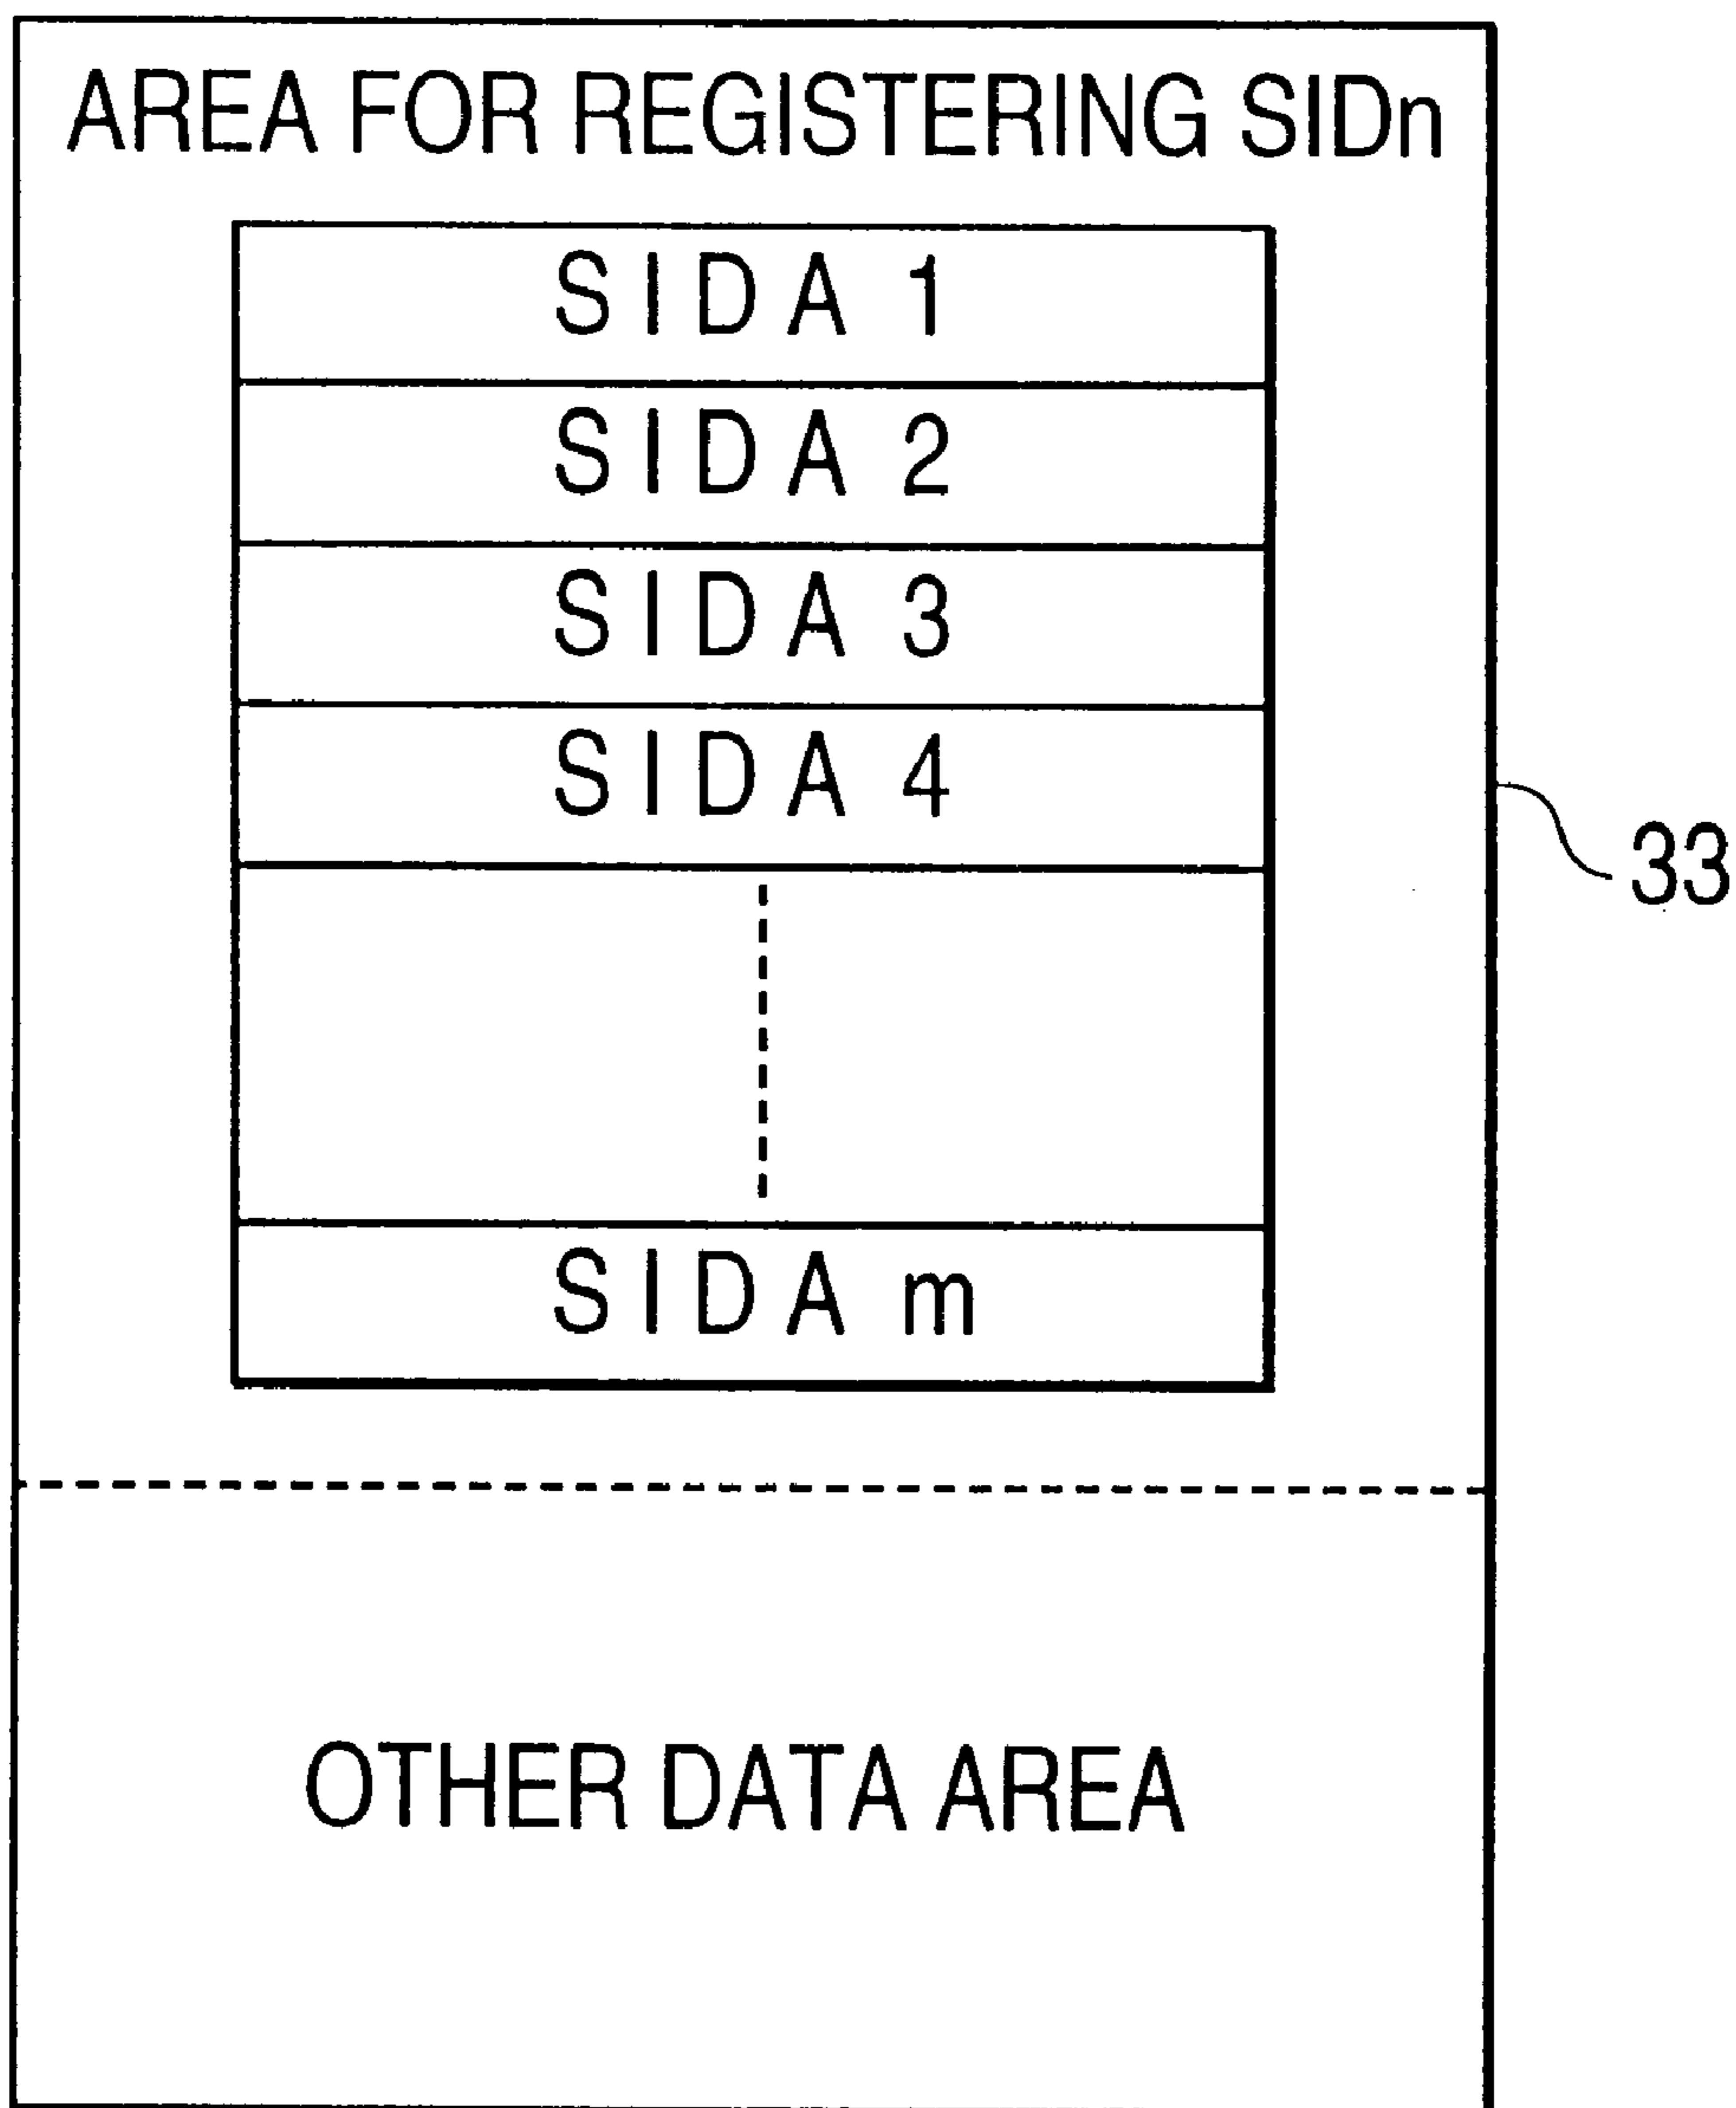 AREA FOR REGISTERING SIDn
SIDA 1
SIDA 2
SIDA 3
SIDA 4
33
SIDA m
OTHER DATA AREA